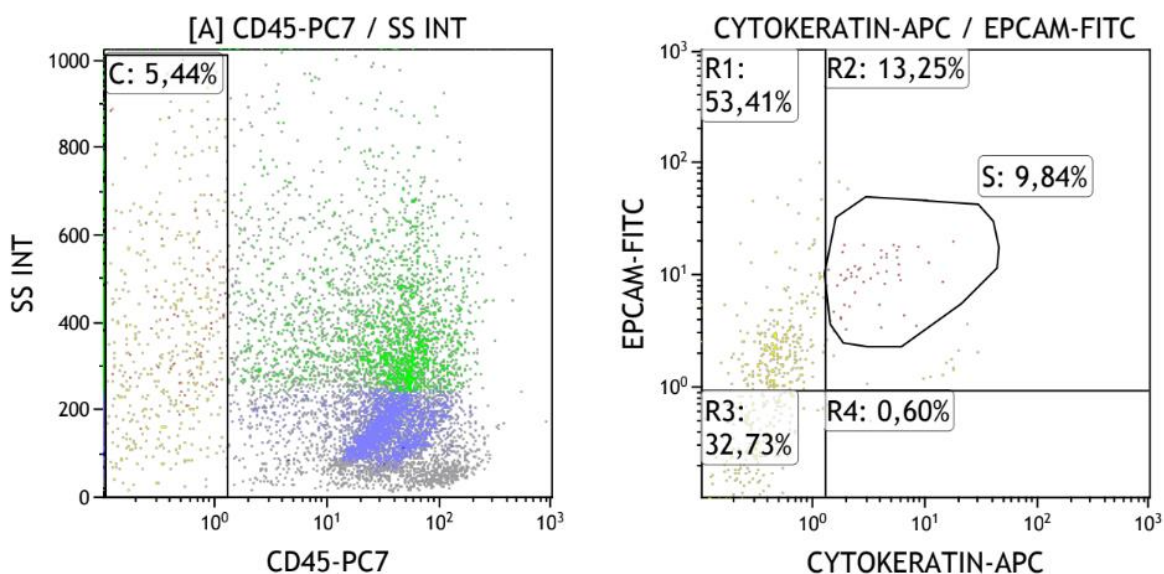 [A] CD45-PC7 / SS INT
C: 5,44%
1000
800
600
400
200
0
SS INT
10⁰
10¹
10²
10³
CD45-PC7
CYTOKERATIN-APC / EPCAM-FITC
R1:
53,41%
R2: 13,25%
S: 9,84%
R3:
32,73%
R4: 0,60%
10³
10²
10¹
10⁰
EPCAM-FITC
10⁰
10¹
10²
10³
CYTOKERATIN-APC